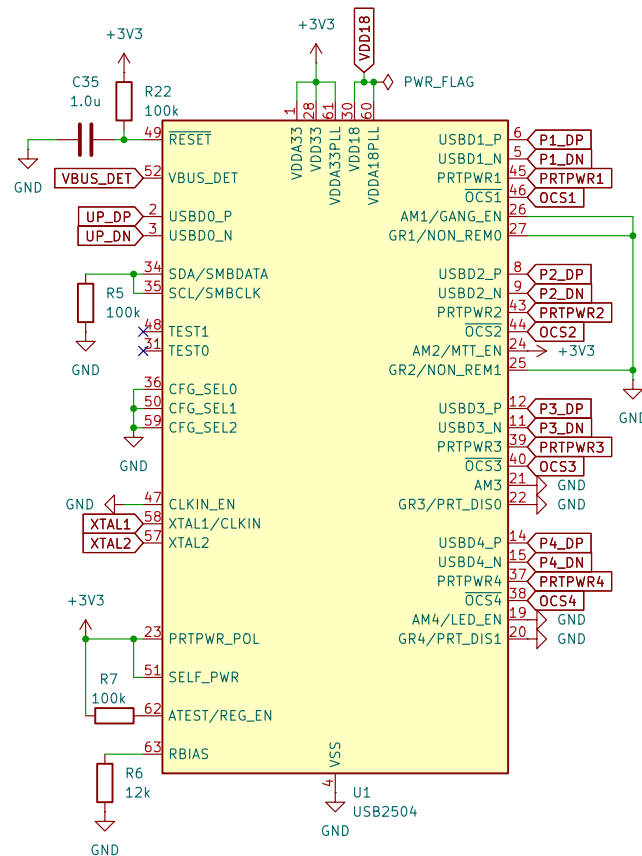 +3V3
+3V3
VDD18
PWR_FLAG
C35
1.0u
R22
100k
GND
VBUS_DET
UP_DP
UP_DN
R5
100k
GND
GND
GND
XTAL1
XTAL2
+3V3
R7
100k
R6
12k
GND
49 RESET
52 VBUS_DET
2 USBD0_P
3 USBD0_N
34 SDA/SMBDATA
35 SCL/SMBCLK
48 TEST1
31 TEST0
36 CFG_SEL0
50 CFG_SEL1
59 CFG_SEL2
47 CLKIN_EN
58 XTAL1/CLKIN
57 XTAL2
23 PRTPWR_POL
51 SELF_PWR
62 ATEST/REG_EN
63 RBIAS
1 VDDA33
28 VDD33
61 VDDA33PLL
30 VDD18
60 VDDA18PLL
USBD1_P 6 P1_DP
USBD1_N 5 P1_DN
PRTPWR1 45 PRTPWR1
OCS1 46 OCS1
AM1/GANG_EN 26
GR1/NON_REM0 27
USBD2_P 8 P2_DP
USBD2_N 9 P2_DN
PRTPWR2 43 PRTPWR2
OCS2 44 OCS2
AM2/MTT_EN 24 +3V3
GR2/NON_REM1 25
GND
USBD3_P 12 P3_DP
USBD3_N 11 P3_DN
PRTPWR3 39 PRTPWR3
OCS3 40 OCS3
AM3 21 GND
GR3/PRT_DIS0 22 GND
USBD4_P 14 P4_DP
USBD4_N 15 P4_DN
PRTPWR4 37 PRTPWR4
OCS4 38 OCS4
AM4/LED_EN 19 GND
GR4/PRT_DIS1 20 GND
VSS
4
GND
U1
USB2504